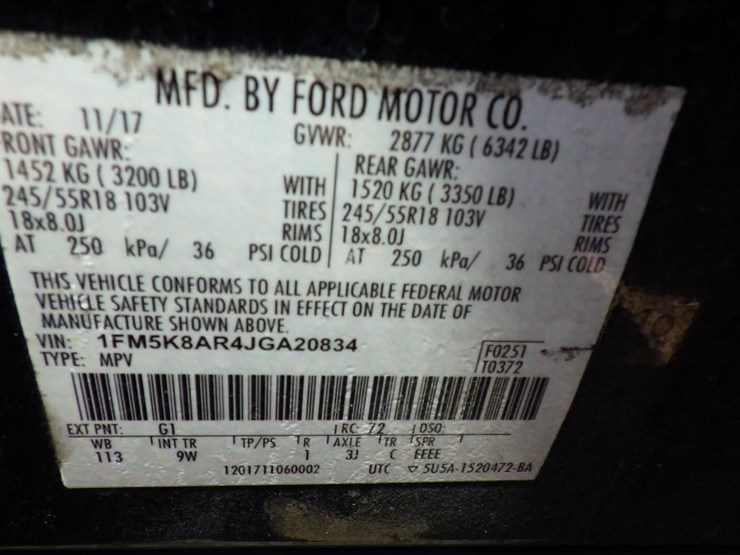 MFD. BY FORD MOTOR CO.
ATE: 11/17 GVWR: 2877 KG ( 6342 LB)
RONT GAWR: REAR GAWR:
1452 KG ( 3200 LB) WITH 1520 KG ( 3350 LB) WITH
245/55R18 103V TIRES 245/55R18 103V TIRES
18x8.0J RIMS 18x8.0J RIMS
AT 250 kPa/ 36 PSI COLD AT 250 kPa/ 36 PSI COLD
THIS VEHICLE CONFORMS TO ALL APPLICABLE FEDERAL MOTOR
VEHICLE SAFETY STANDARDS IN EFFECT ON THE DATE OF
MANUFACTURE SHOWN ABOVE.
VIN: 1FM5K8AR4JGA20834 F0251
TYPE: MPV T0372
EXT PNT: G1 RC: 72 DSO:
WB INT TR TP/PS R AXLE TR SPR
113 9W 1 3J C EEEE
1201711060002 UTC ▽ 5U5A-1520472-BA